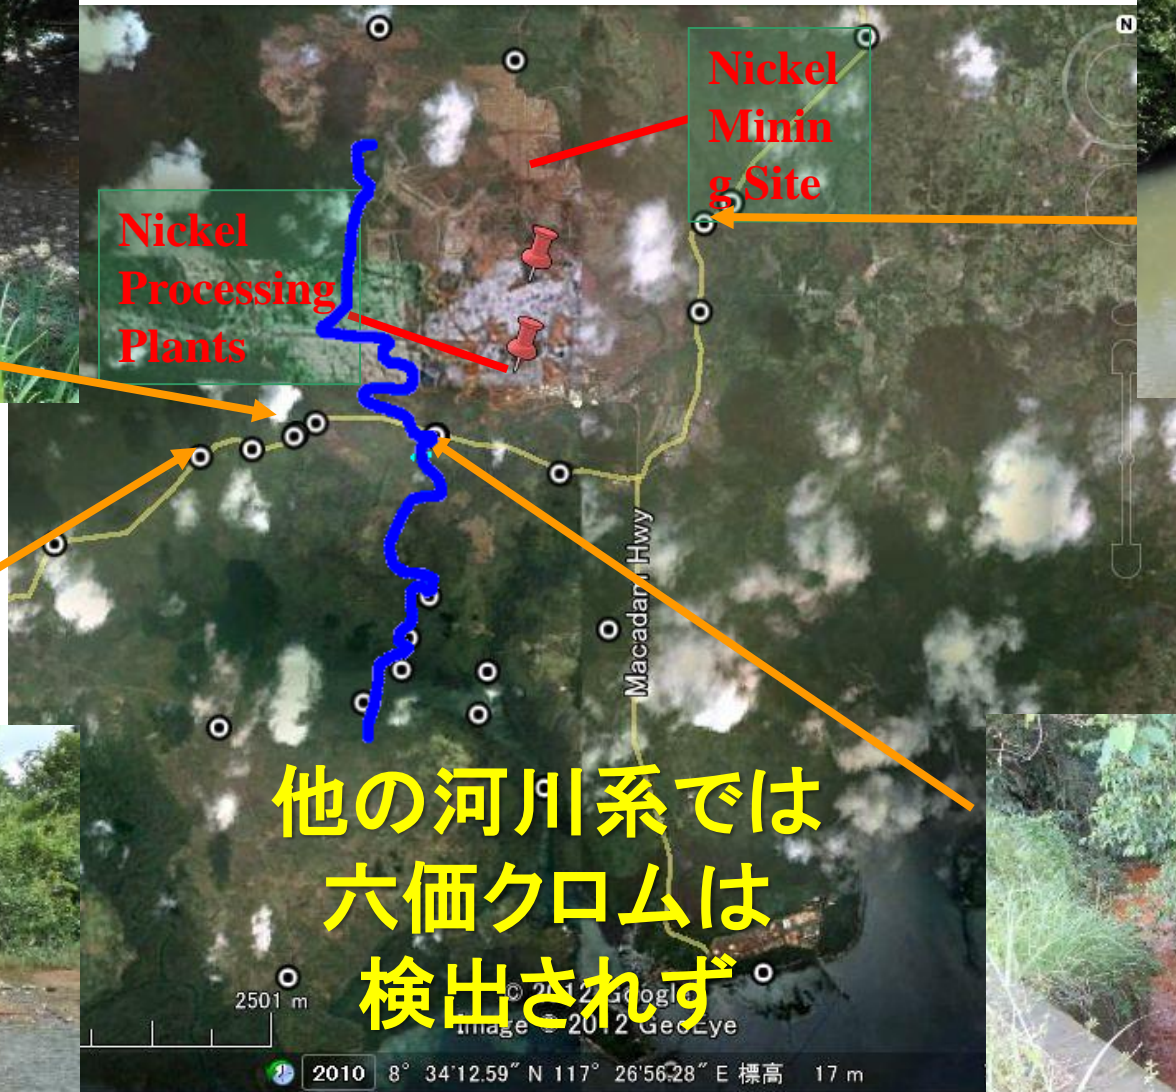 N
Nickel
Minin
g Site
Nickel
Processing
Plants
Macadam Hwy
他の河川系では
六価クロムは
検出されず
© 2012 Google
Image © 2012 GeoEye
2501 m
2010 8° 34'12.59" N 117° 26'56.28" E 標高 17 m